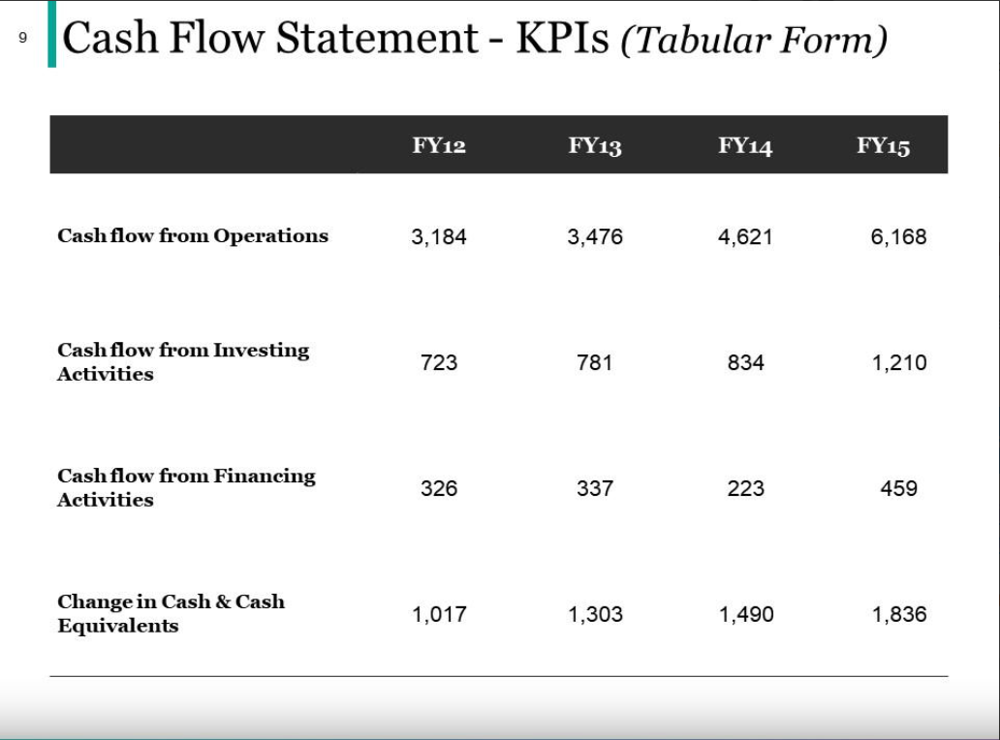 9
Cash Flow Statement - KPIs (Tabular Form)
FY12 FY13 FY14 FY15
Cash flow from Operations 3,184 3,476 4,621 6,168
Cash flow from Investing
Activities 723 781 834 1,210
Cash flow from Financing
Activities 326 337 223 459
Change in Cash & Cash
Equivalents 1,017 1,303 1,490 1,836